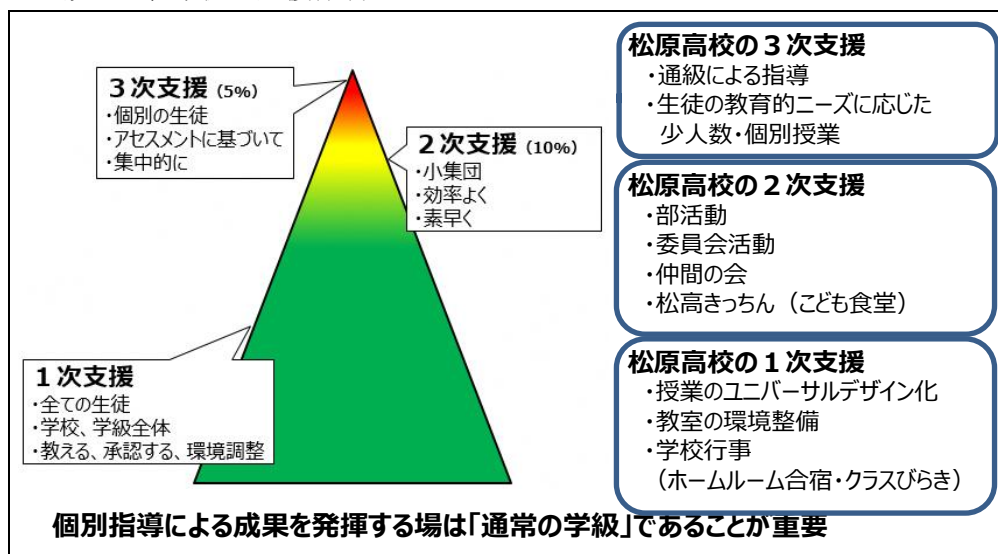 3次支援 (5%)
・個別の生徒
・アセスメントに基づいて
・集中的に
2次支援 (10%)
・小集団
・効率よく
・素早く
1次支援
・全ての生徒
・学校、学級全体
・教える、承認する、環境調整
松原高校の3次支援
・通級による指導
・生徒の教育的ニーズに応じた
少人数・個別授業
松原高校の2次支援
・部活動
・委員会活動
・仲間の会
・松高きっちん（こども食堂）
松原高校の1次支援
・授業のユニバーサルデザイン化
・教室の環境整備
・学校行事
（ホームルーム合宿・クラスびらき）
個別指導による成果を発揮する場は「通常の学級」であることが重要